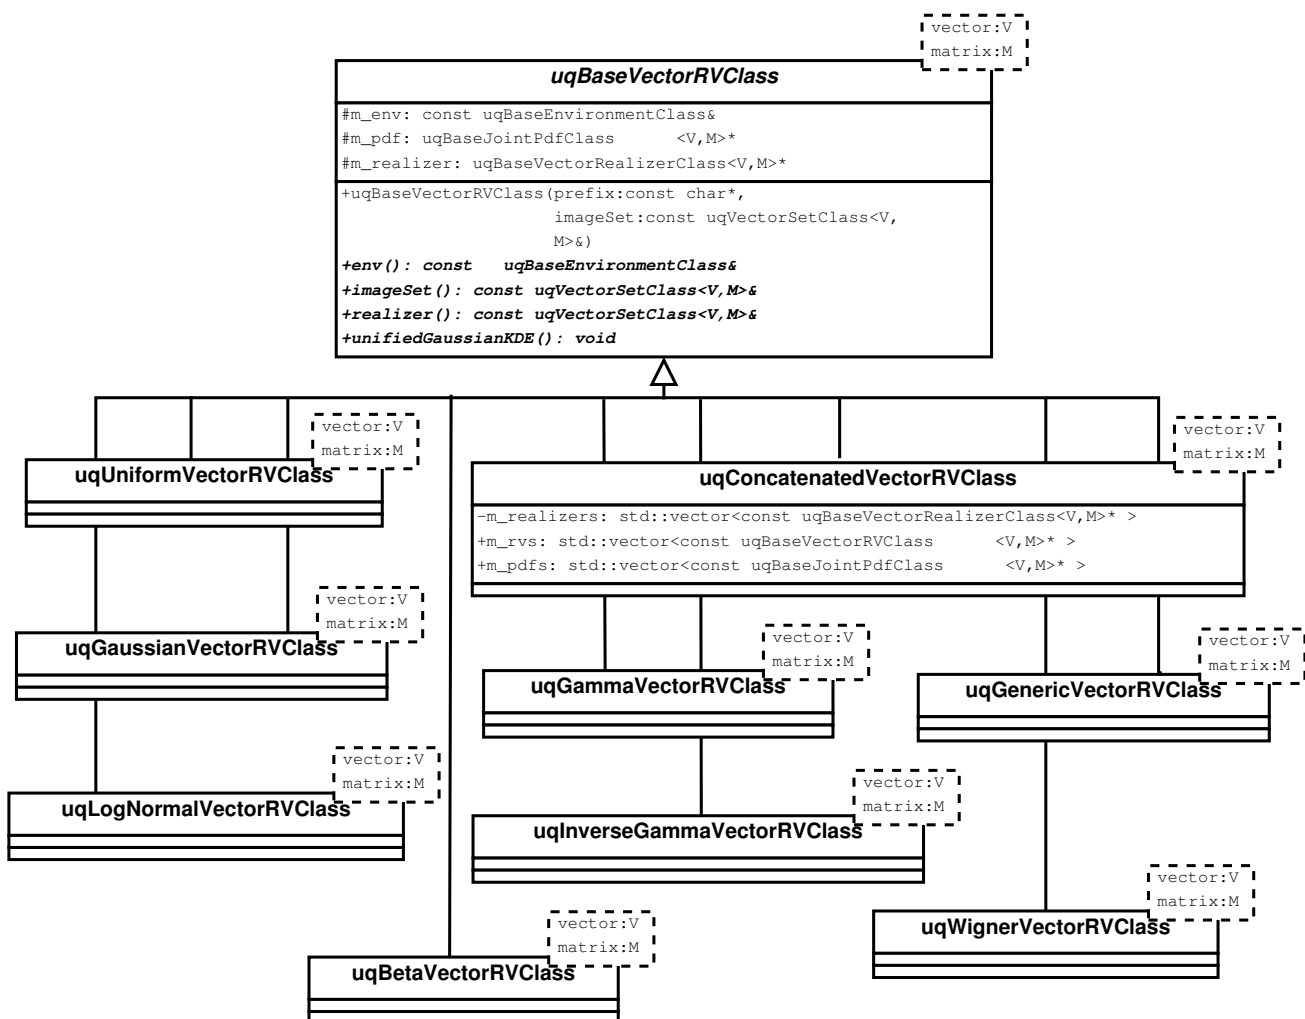 vector:V
matrix:M
uqBaseVectorRVClass
#m_env: const uqBaseEnvironmentClass&
#m_pdf: uqBaseJointPdfClass <V,M>*
#m_realizer: uqBaseVectorRealizerClass<V,M>*
+uqBaseVectorRVClass(prefix:const char*,
imageSet:const uqVectorSetClass<V,
M>&)
+env(): const uqBaseEnvironmentClass&
+imageSet(): const uqVectorSetClass<V,M>&
+realizer(): const uqVectorSetClass<V,M>&
+unifiedGaussianKDE(): void
vector:V
matrix:M
uqUniformVectorRVClass
vector:V
matrix:M
uqConcatenatedVectorRVClass
-m_realizers: std::vector<const uqBaseVectorRealizerClass<V,M>* >
+m_rvs: std::vector<const uqBaseVectorRVClass <V,M>* >
+m_pdfs: std::vector<const uqBaseJointPdfClass <V,M>* >
vector:V
matrix:M
uqGaussianVectorRVClass
vector:V
matrix:M
uqGammaVectorRVClass
vector:V
matrix:M
uqGenericVectorRVClass
vector:V
matrix:M
uqLogNormalVectorRVClass
vector:V
matrix:M
uqInverseGammaVectorRVClass
vector:V
matrix:M
uqWignerVectorRVClass
vector:V
matrix:M
uqBetaVectorRVClass